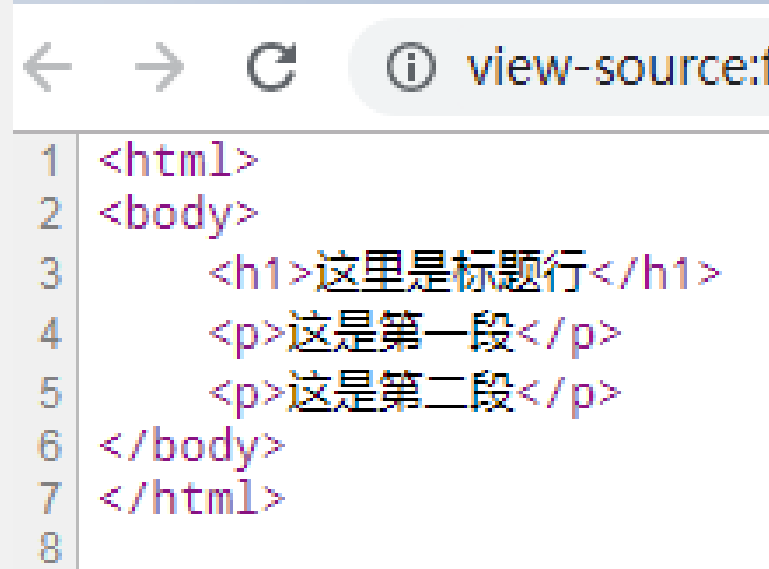 view-source:f
1 <html>
2 <body>
3 <h1>这里是标题行</h1>
4 <p>这是第一段</p>
5 <p>这是第二段</p>
6 </body>
7 </html>
8